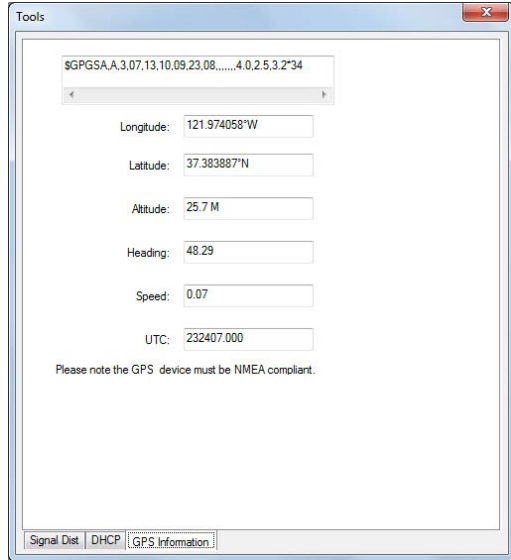 Tools
$GPGSA,A,3,07,13,10,09,23,08,,,,,,,4.0,2.5,3.2*34
Longitude: 121.974058°W
Latitude: 37.383887°N
Altitude: 25.7 M
Heading: 48.29
Speed: 0.07
UTC: 232407.000
Please note the GPS device must be NMEA compliant.
Signal Dist DHCP GPS Information